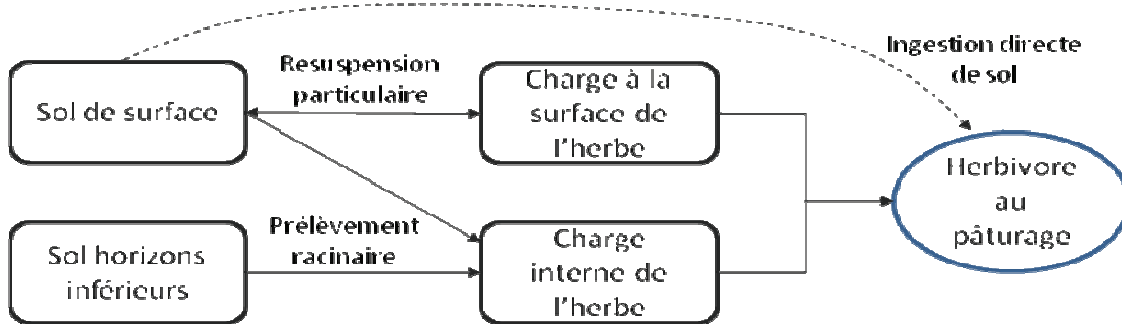 Ingestion directe
de sol
Resuspension
particulaire
Sol de surface
Charge à la
surface de
l'herbe
Herbivore
au
pâturage
Prélèvement
racinaire
Sol horizons
inférieurs
Charge
interne de
l'herbe